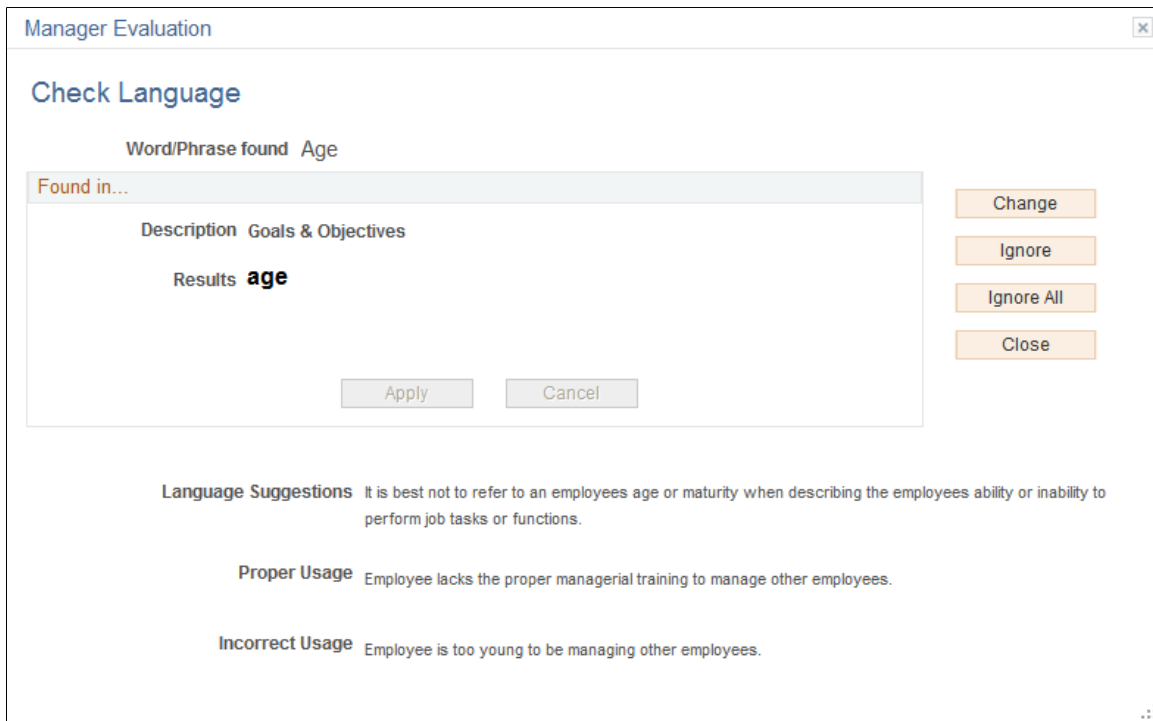 Manager Evaluation
Check Language
Word/Phrase found Age
Found in...
Description Goals & Objectives
Results age
Apply Cancel
Change
Ignore
Ignore All
Close
Language Suggestions It is best not to refer to an employees age or maturity when describing the employees ability or inability to
perform job tasks or functions.
Proper Usage Employee lacks the proper managerial training to manage other employees.
Incorrect Usage Employee is too young to be managing other employees.